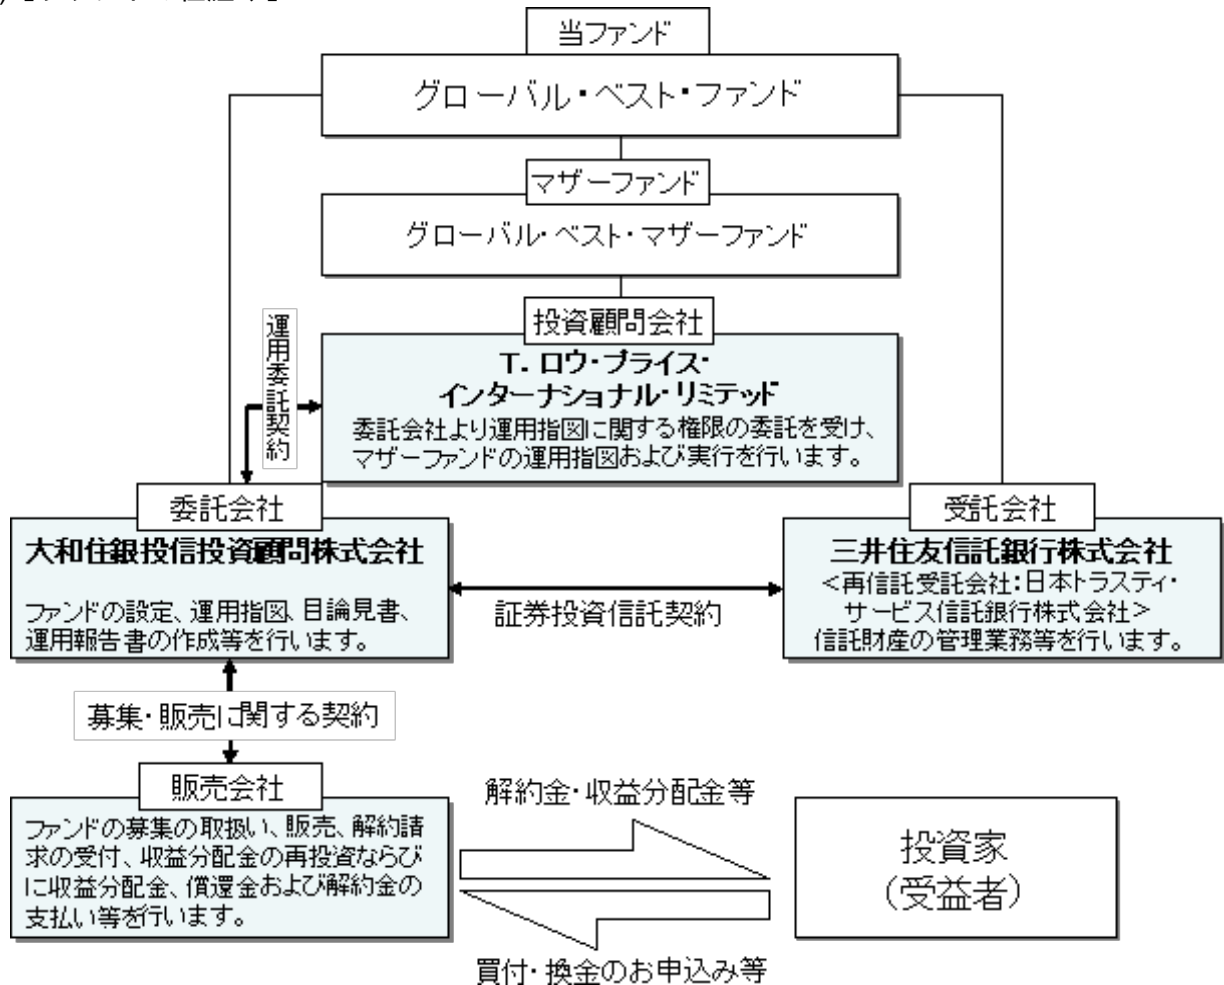 当ファンド
グローバル・ベスト・ファンド
マザーファンド
グローバル・ベスト・マザーファンド
投資顧問会社
T. ロウ・プライス・
インターナショナル・リミテッド
委託会社より運用指図に関する権限の委託を受け、
マザーファンドの運用指図および実行を行います。
運用委託契約
委託会社
大和住銀投信投資顧問株式会社
ファンドの設定、運用指図、目論見書、
運用報告書の作成等を行います。
証券投資信託契約
受託会社
三井住友信託銀行株式会社
<再信託受託会社:日本トラスティ・
サービス信託銀行株式会社>
信託財産の管理業務等を行います。
募集・販売に関する契約
販売会社
ファンドの募集の取扱い、販売、解約請
求の受付、収益分配金の再投資ならび
に収益分配金、償還金および解約金の
支払い等を行います。
解約金・収益分配金等
買付・換金のお申込み等
投資家
(受益者)